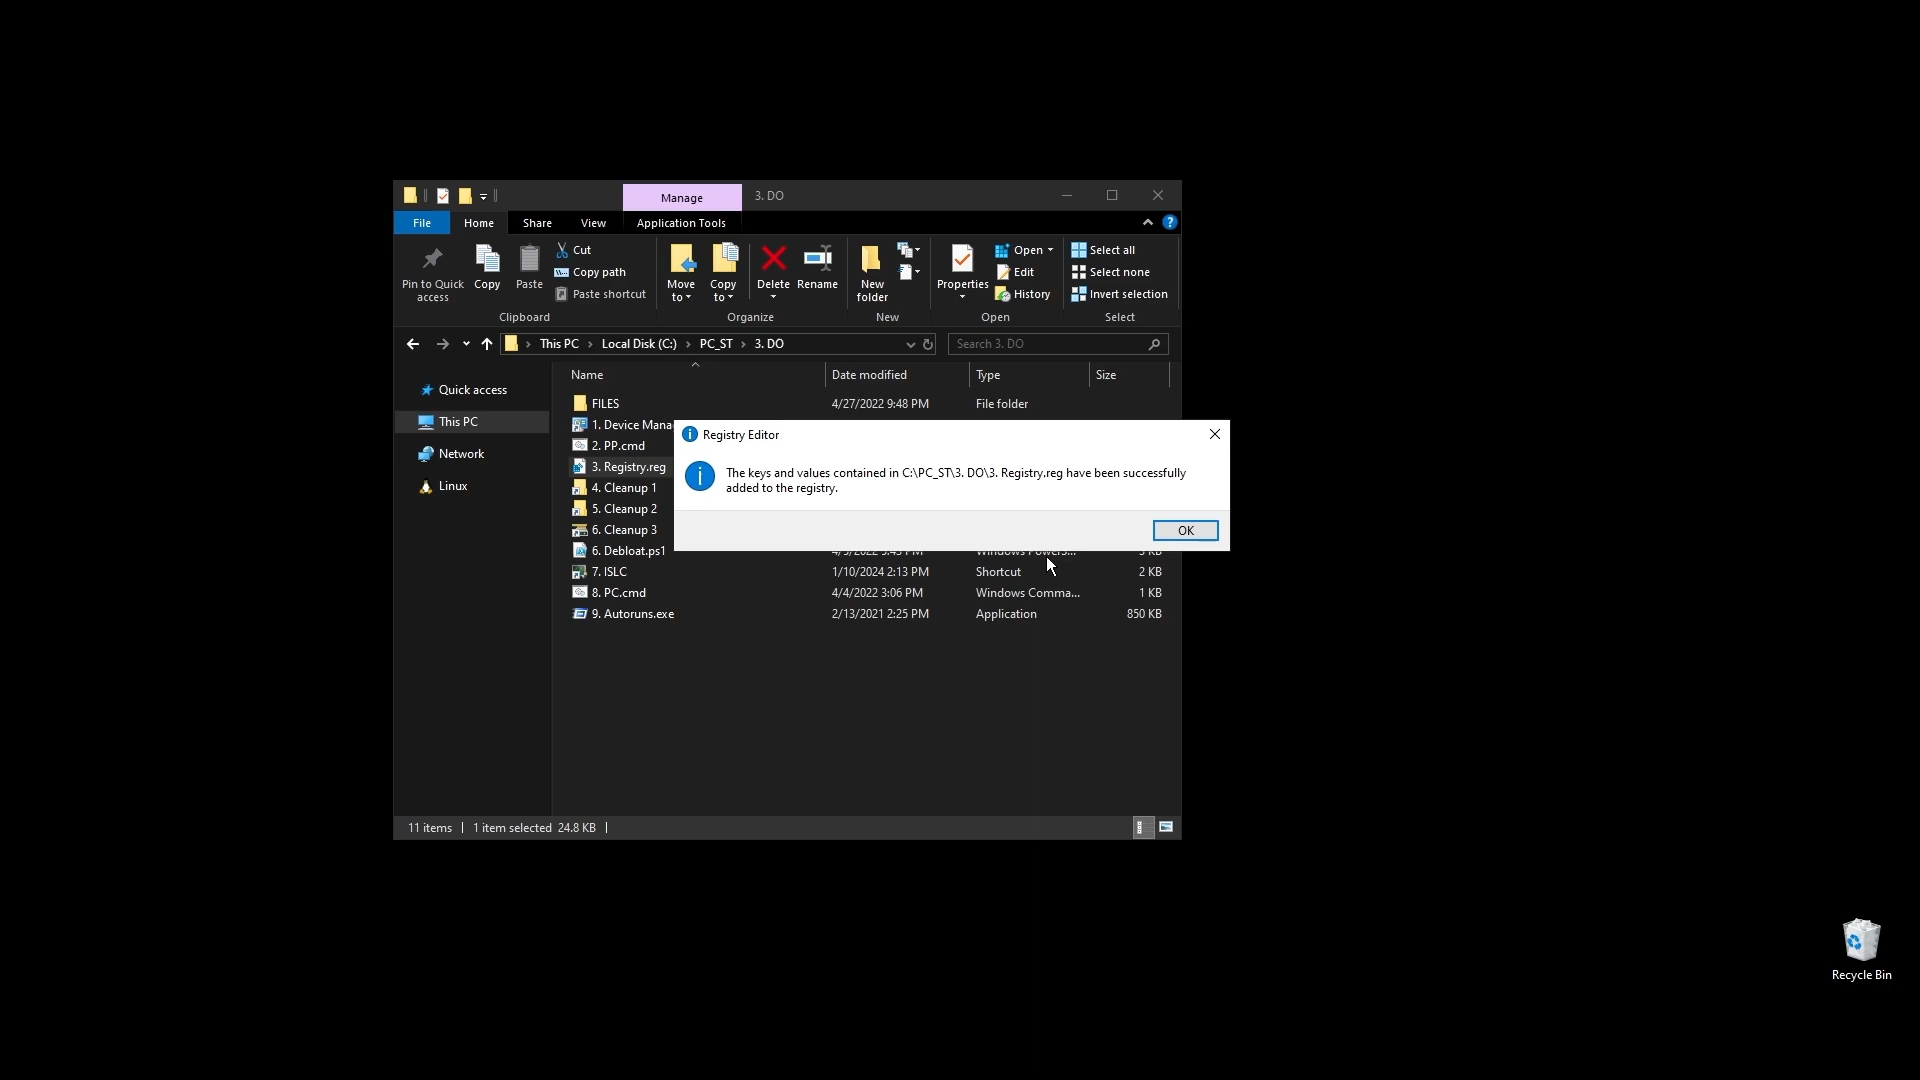 Manage
3. DO
File
Home
Share
View
Application Tools
?
Pin to Quick
access
Copy
Paste
Cut
Copy path
Paste shortcut
Move
to
Copy
to
Delete
Rename
New
folder
Properties
Open
Edit
History
Select all
Select none
Invert selection
Clipboard
Organize
New
Open
Select
This PC
Local Disk (C:)
PC_ST
3. DO
Search 3. DO
Name
Date modified
Type
Size
Quick access
This PC
Network
Linux
FILES 4/27/2022 9:48 PM File folder
1. Device
2. PP.cmd
3. Registry.reg
4. Cleanup 1
5. Cleanup 2
6. Cleanup 3
6. Debloat.ps1
7. ISLC 1/10/2024 2:13 PM Shortcut 2 KB
8. PC.cmd 4/4/2022 3:06 PM Windows Comma... 1 KB
9. Autoruns.exe 2/13/2021 2:25 PM Application 850 KB
Registry Editor
The keys and values contained in C:\PC_ST\3. DO\3. Registry.reg have been successfully
added to the registry.
OK
11 items
1 item selected 24.8 KB
Recycle Bin